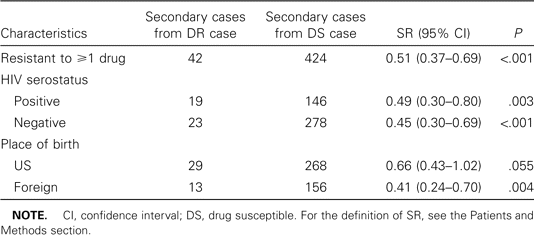 Characteristics Secondary cases from DR case Secondary cases from DS case SR (95% CI) P
Resistant to ⩾1 drug 42 424 0.51 (0.37–0.69) <.001
HIV serostatus
Positive 19 146 0.49 (0.30–0.80) .003
Negative 23 278 0.45 (0.30–0.69) <.001
Place of birth
US 29 268 0.66 (0.43–1.02) .055
Foreign 13 156 0.41 (0.24–0.70) .004
NOTE. CI, confidence interval; DS, drug susceptible. For the definition of SR, see the Patients and
Methods section.